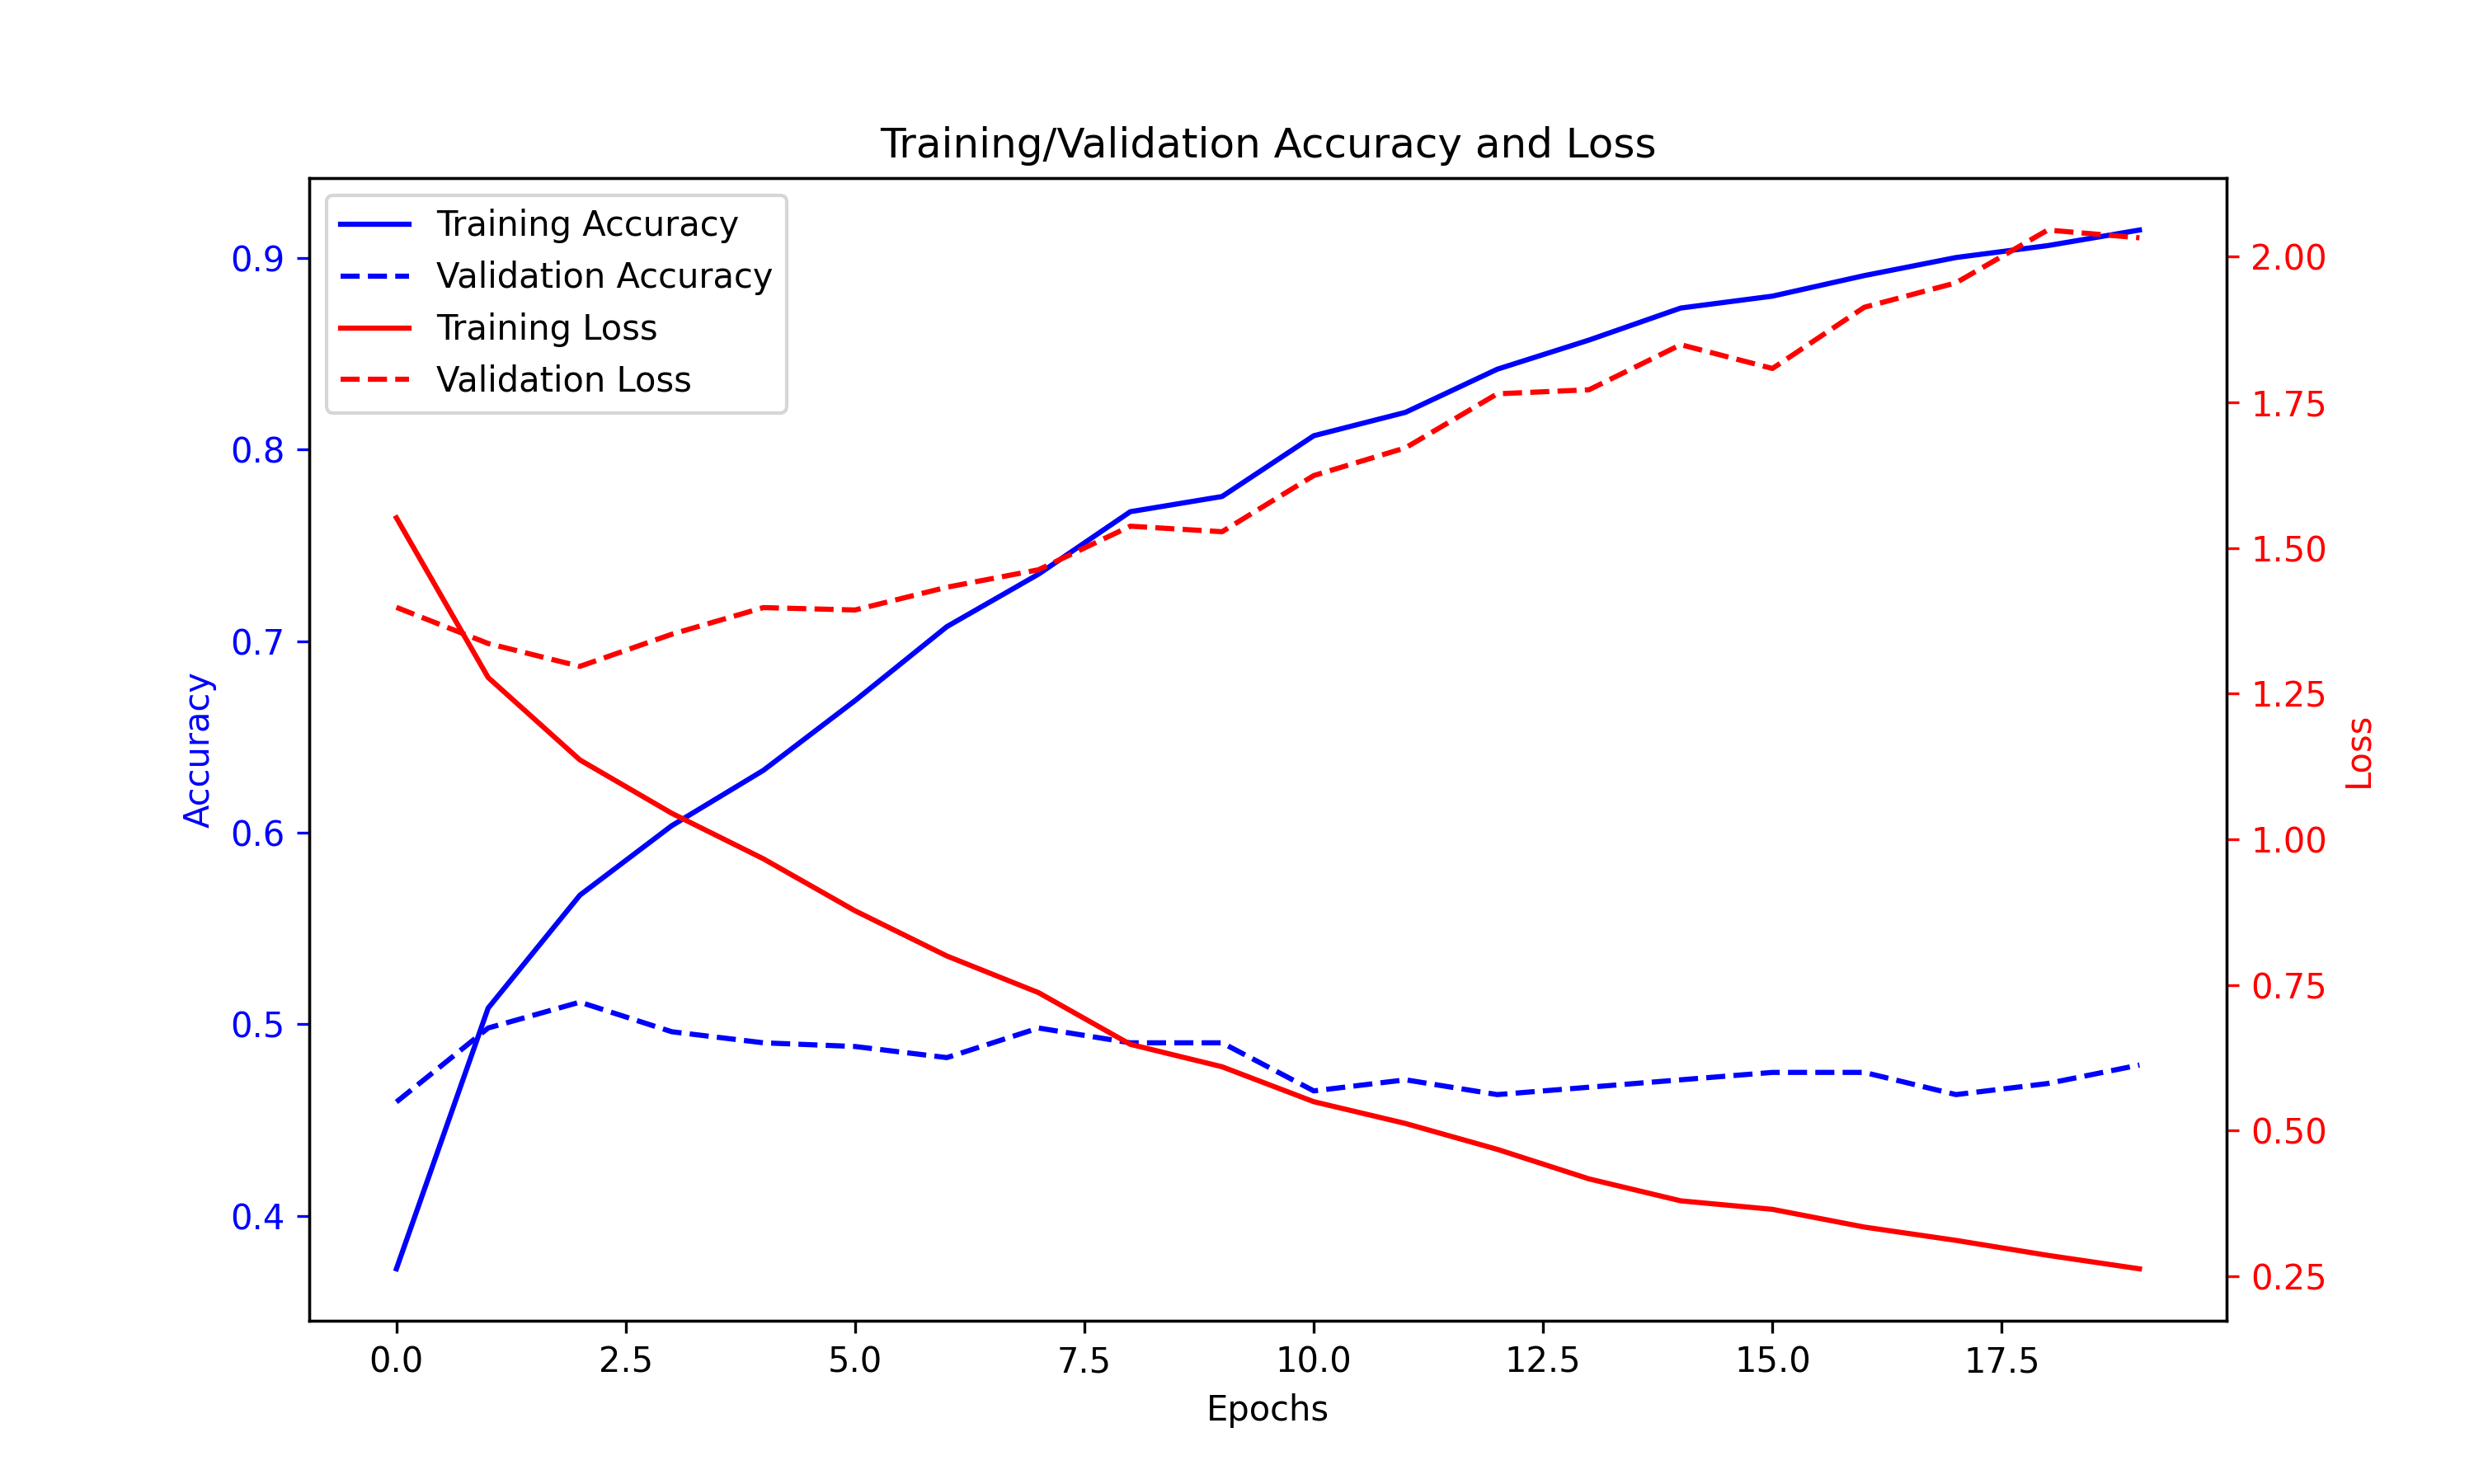 Training/Validation Accuracy and Loss
Training Accuracy
Validation Accuracy
Training Loss
Validation Loss
Accuracy
0.9
0.8
0.7
0.6
0.5
0.4
2.00
1.75
1.50
1.25
1.00
0.75
0.50
0.25
Loss
0.0 2.5 5.0 7.5 10.0 12.5 15.0 17.5
Epochs